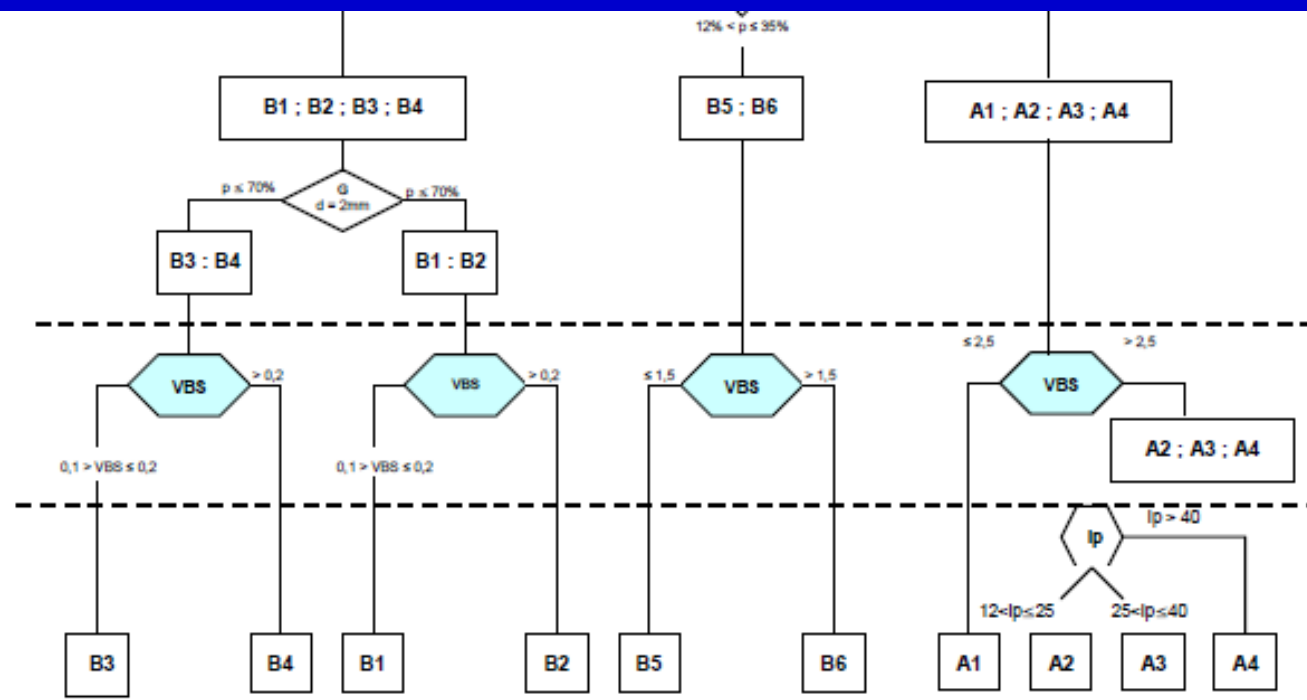 12% < p ≤ 35%
B1 ; B2 ; B3 ; B4
B5 ; B6
A1 ; A2 ; A3 ; A4
p ≤ 70%
G
d = 2mm
p ≤ 70%
B3 : B4
B1 : B2
≤ 2,5
> 2,5
VBS
> 0,2
VBS
> 0,2
≤ 1,5
VBS
> 1,5
VBS
A2 ; A3 ; A4
0,1 > VBS ≤ 0,2
0,1 > VBS ≤ 0,2
Ip > 40
Ip
12<Ip≤25
25<Ip≤40
B3
B4
B1
B2
B5
B6
A1
A2
A3
A4